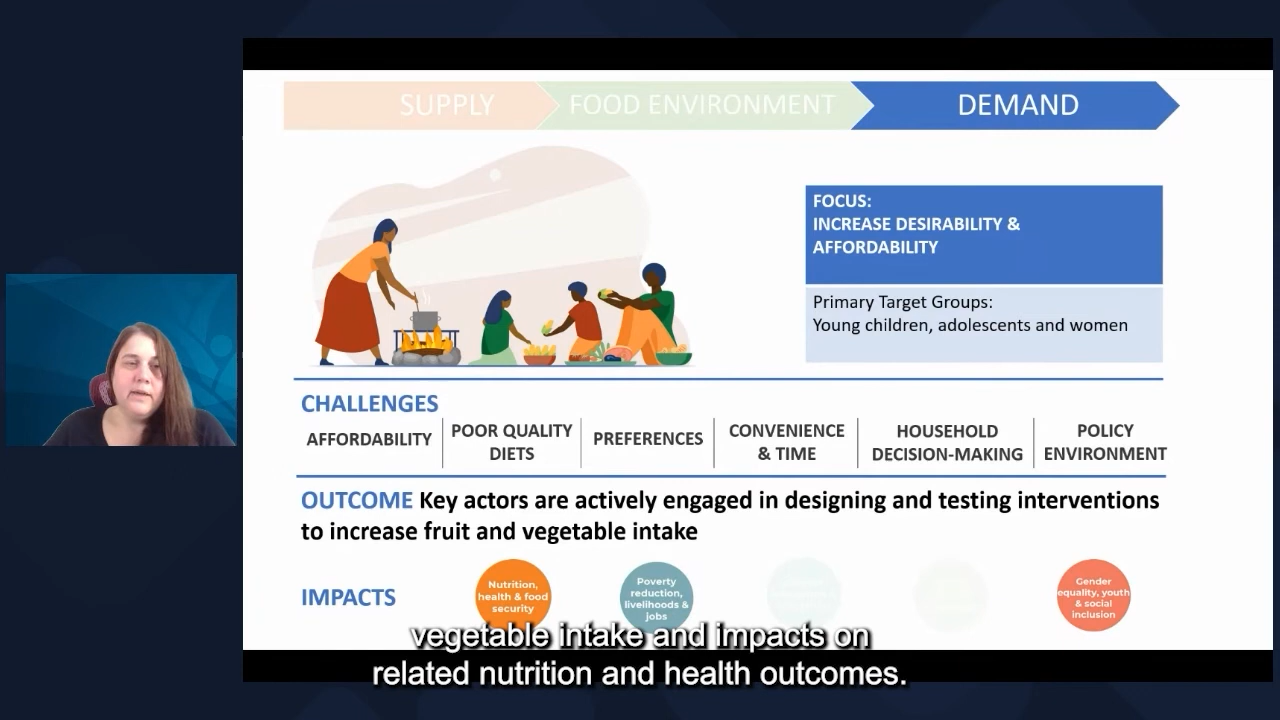 SUPPLY
FOOD ENVIRONMENT
DEMAND
FOCUS:
INCREASE DESIRABILITY &
AFFORDABILITY
Primary Target Groups:
Young children, adolescents and women
CHALLENGES
AFFORDABILITY
POOR QUALITY
DIETS
PREFERENCES
CONVENIENCE
& TIME
HOUSEHOLD
DECISION-MAKING
POLICY
ENVIRONMENT
OUTCOME Key actors are actively engaged in designing and testing interventions
to increase fruit and vegetable intake
IMPACTS
Nutrition,
health & food
security
Poverty
reduction,
livelihoods &
jobs
Gender
equality, youth
& social
inclusion
vegetable intake and impacts on
related nutrition and health outcomes.